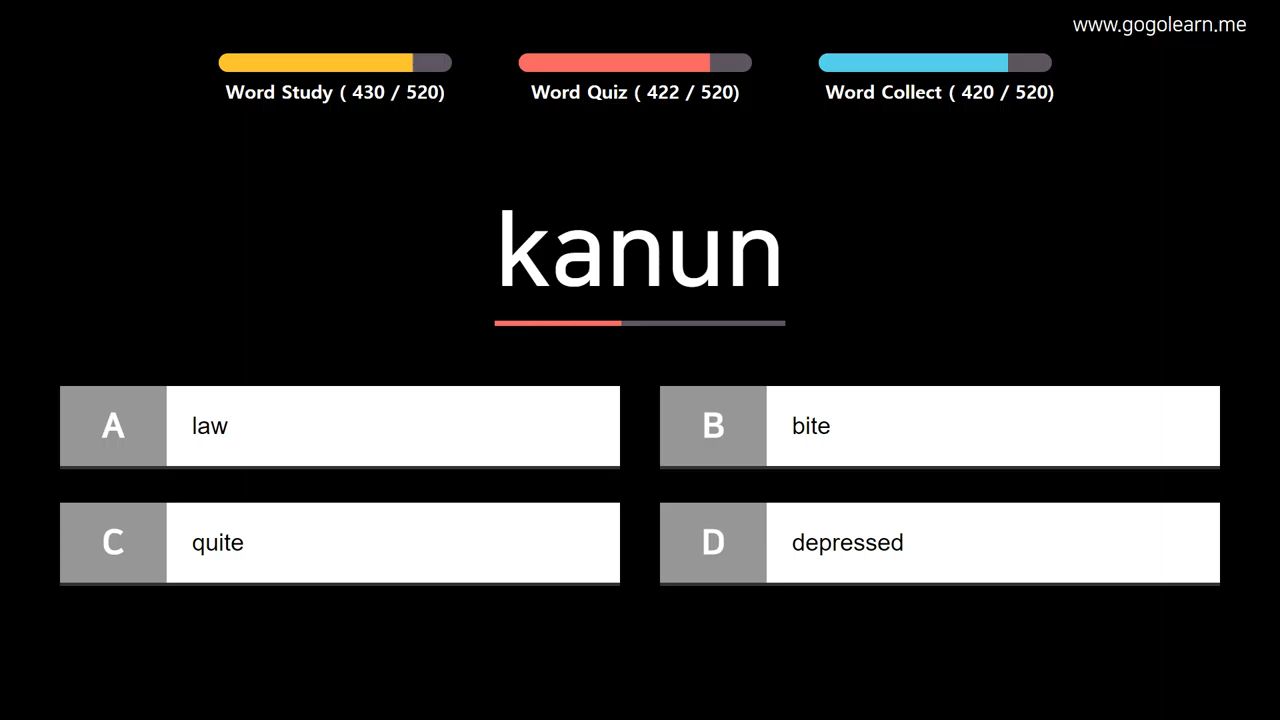 www.gogolearn.me
Word Study ( 430 / 520)
Word Quiz ( 422 / 520)
Word Collect ( 420 / 520)
kanun
A law
B bite
C quite
D depressed